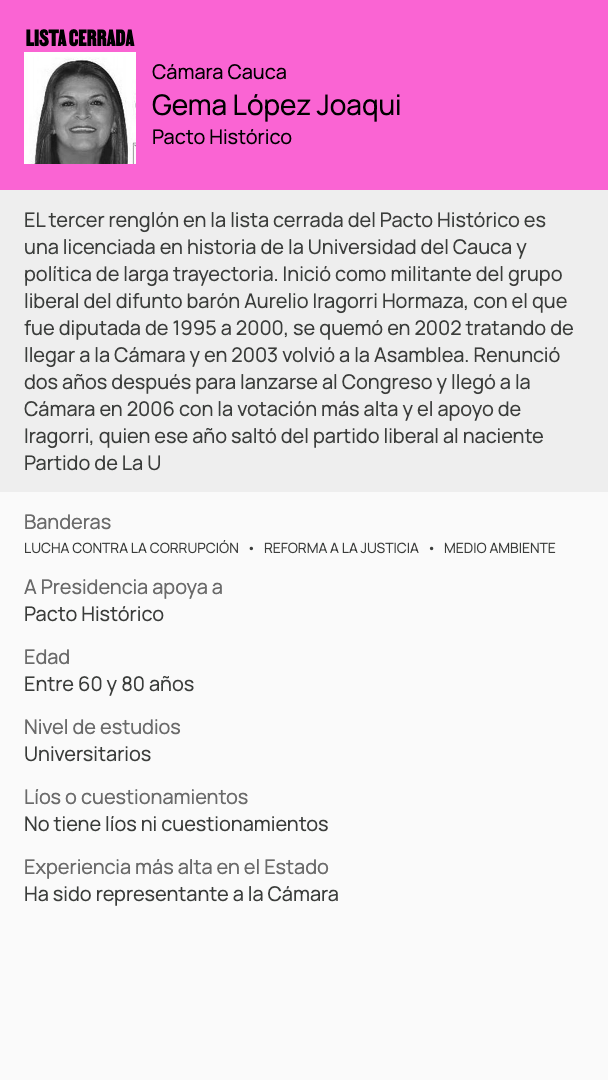 LISTA CERRADA
Cámara Cauca
Gema López Joaqui
Pacto Histórico
EL tercer renglón en la lista cerrada del Pacto Histórico es
una licenciada en historia de la Universidad del Cauca y
política de larga trayectoria. Inició como militante del grupo
liberal del difunto barón Aurelio Iragorri Hormaza, con el que
fue diputada de 1995 a 2000, se quemó en 2002 tratando de
llegar a la Cámara y en 2003 volvió a la Asamblea. Renunció
dos años después para lanzarse al Congreso y llegó a la
Cámara en 2006 con la votación más alta y el apoyo de
Iragorri, quien ese año saltó del partido liberal al naciente
Partido de La U
Banderas
LUCHA CONTRA LA CORRUPCIÓN • REFORMA A LA JUSTICIA • MEDIO AMBIENTE
A Presidencia apoya a
Pacto Histórico
Edad
Entre 60 y 80 años
Nivel de estudios
Universitarios
Líos o cuestionamientos
No tiene líos ni cuestionamientos
Experiencia más alta en el Estado
Ha sido representante a la Cámara